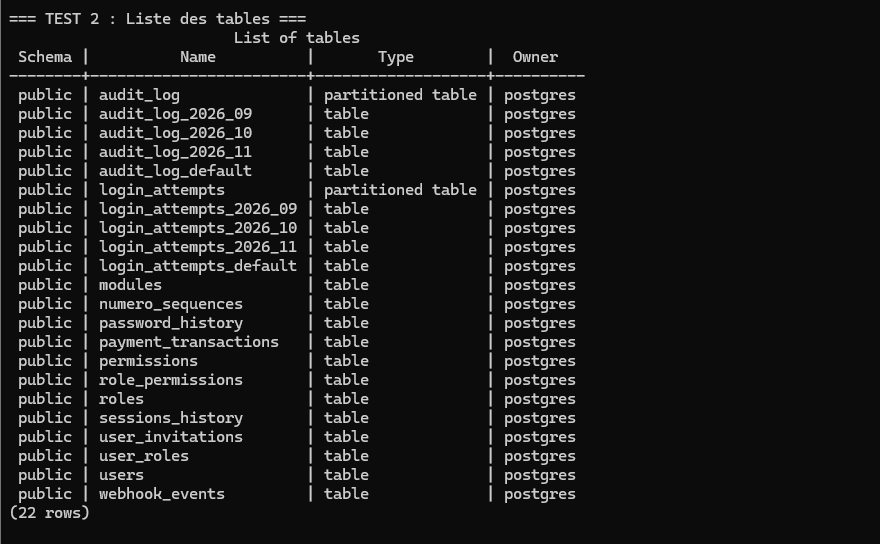 === TEST 2 : Liste des tables ===
                         List of tables
 Schema |          Name          |       Type        |  Owner
--------+------------------------+-------------------+----------
 public | audit_log              | partitioned table | postgres
 public | audit_log_2026_09      | table             | postgres
 public | audit_log_2026_10      | table             | postgres
 public | audit_log_2026_11      | table             | postgres
 public | audit_log_default      | table             | postgres
 public | login_attempts         | partitioned table | postgres
 public | login_attempts_2026_09 | table             | postgres
 public | login_attempts_2026_10 | table             | postgres
 public | login_attempts_2026_11 | table             | postgres
 public | login_attempts_default | table             | postgres
 public | modules                | table             | postgres
 public | numero_sequences       | table             | postgres
 public | password_history       | table             | postgres
 public | payment_transactions   | table             | postgres
 public | permissions            | table             | postgres
 public | role_permissions       | table             | postgres
 public | roles                  | table             | postgres
 public | sessions_history       | table             | postgres
 public | user_invitations       | table             | postgres
 public | user_roles             | table             | postgres
 public | users                  | table             | postgres
 public | webhook_events         | table             | postgres
(22 rows)